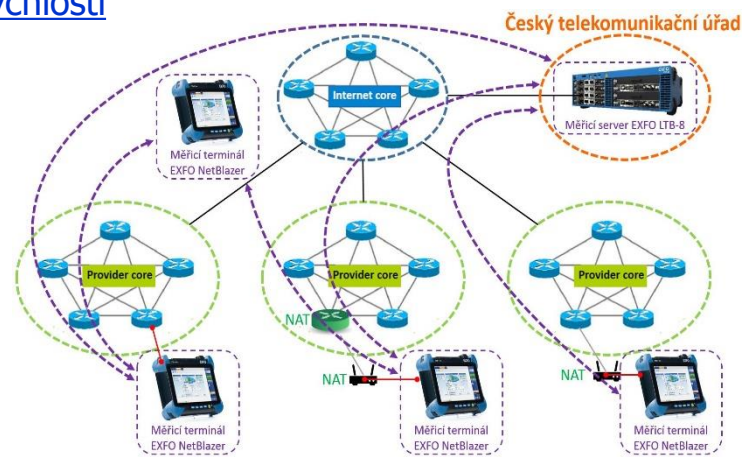 ychlosti
Český telekomunikační úřad
Internet core
Měřicí server EXFO LTB-8
Měřicí terminál
EXFO NetBlazer
Provider core
Provider core
Provider core
NAT
NAT
NAT
Měřicí terminál
EXFO NetBlazer
Měřicí terminál
EXFO NetBlazer
Měřicí terminál
EXFO NetBlazer